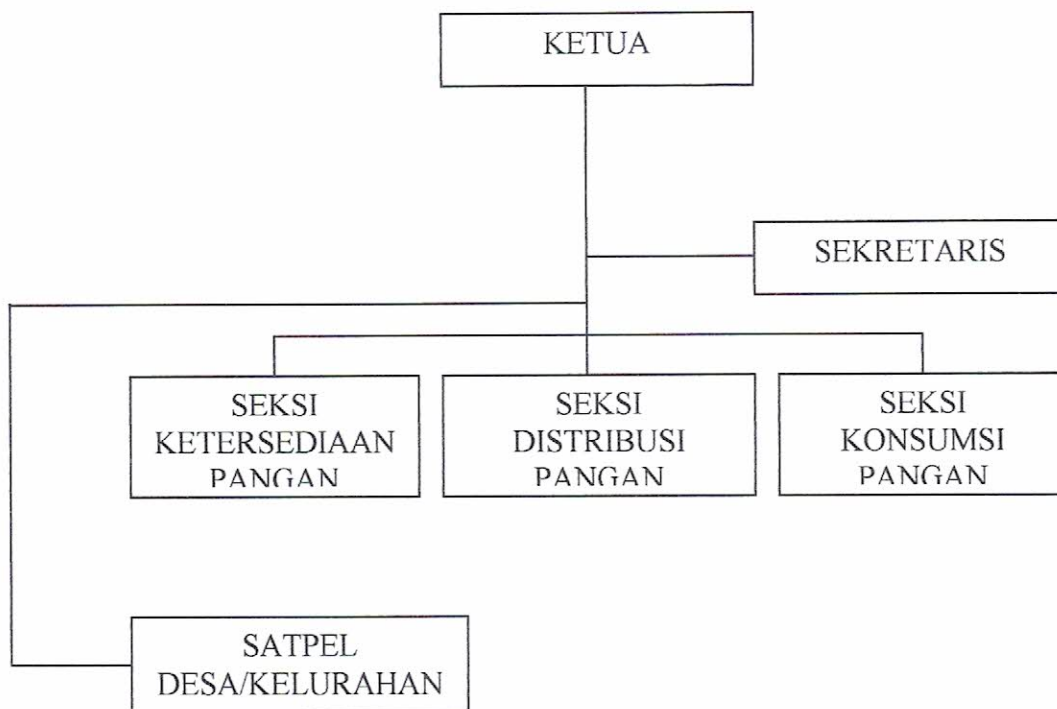 KETUA
SEKRETARIS
SEKSI
KETERSEDIAAN
PANGAN
SEKSI
DISTRIBUSI
PANGAN
SEKSI
KONSUMSI
PANGAN
SATPEL
DESA/KELURAHAN